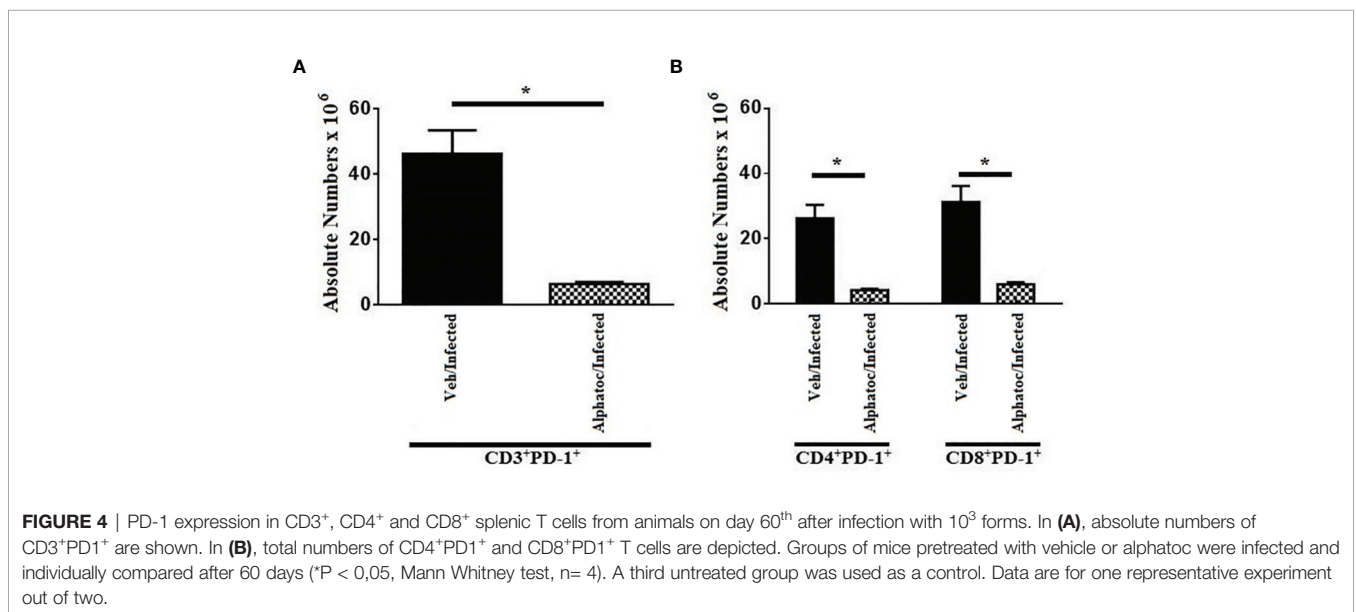 A
B
*
60
40
20
0
Absolute Numbers x 10⁶
Veh/Infected
Alphatoc/Infected
CD3⁺PD-1⁺
60
40
20
0
Absolute Numbers x 10⁶
*
*
Veh/Infected
Alphatoc/Infected
Veh/Infected
Alphatoc/Infected
CD4⁺PD-1⁺
CD8⁺PD-1⁺
FIGURE 4 | PD-1 expression in CD3⁺, CD4⁺ and CD8⁺ splenic T cells from animals on day 60ᵗʰ after infection with 10³ forms. In (A), absolute numbers of
CD3⁺PD1⁺ are shown. In (B), total numbers of CD4⁺PD1⁺ and CD8⁺PD1⁺ T cells are depicted. Groups of mice pretreated with vehicle or alphatoc were infected and
individually compared after 60 days (*P < 0,05, Mann Whitney test, n= 4). A third untreated group was used as a control. Data are for one representative experiment
out of two.